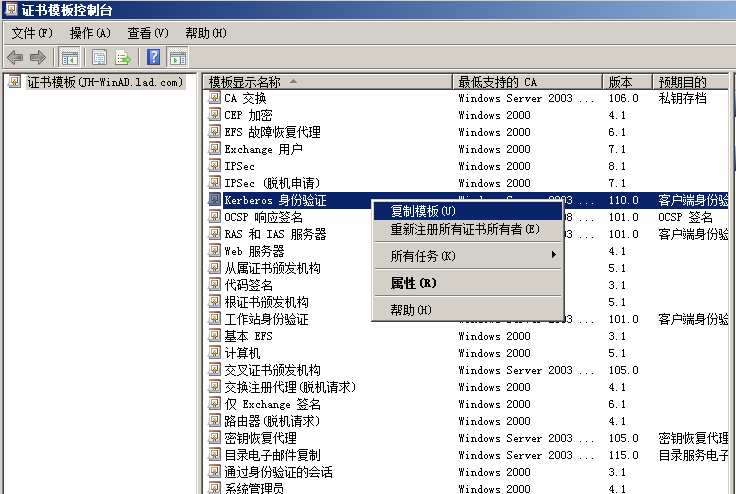 证书模板控制台
文件(F) 操作(A) 查看(V) 帮助(H)
证书模板(JH-WinAD.lad.com)
模板显示名称 最低支持的 CA 版本 预期目的
CA 交换 Windows Server 2003 ... 106.0 私钥存档
CEP 加密 Windows 2000 4.1
EFS 故障恢复代理 Windows 2000 6.1
Exchange 用户 Windows 2000 7.1
IPSec Windows 2000 8.1
IPSec (脱机申请) Windows 2000 7.1
Kerberos 身份验证 Windows Server 2003 ... 110.0 客户端身份验
OCSP 响应签名 08 ... 101.0 OCSP 签名
RAS 和 IAS 服务器 03 ... 101.0 客户端身份验
Web 服务器 4.1
从属证书颁发机构 5.1
代码签名 3.1
根证书颁发机构 5.1
工作站身份验证 Windows Server 2003 ... 101.0 客户端身份验
基本 EFS Windows 2000 3.1
计算机 Windows 2000 5.1
交叉证书颁发机构 Windows Server 2003 ... 105.0
交换注册代理(脱机请求) Windows 2000 4.1
仅 Exchange 签名 Windows 2000 6.1
路由器(脱机请求) Windows 2000 4.1
密钥恢复代理 Windows Server 2003 ... 105.0 密钥恢复代理
目录电子邮件复制 Windows Server 2003 ... 115.0 目录服务电子
通过身份验证的会话 Windows 2000 3.1
系统管理员 Windows 2000 4.1
复制模板(U)
重新注册所有证书所有者(E)
所有任务(K)
属性(R)
帮助(H)